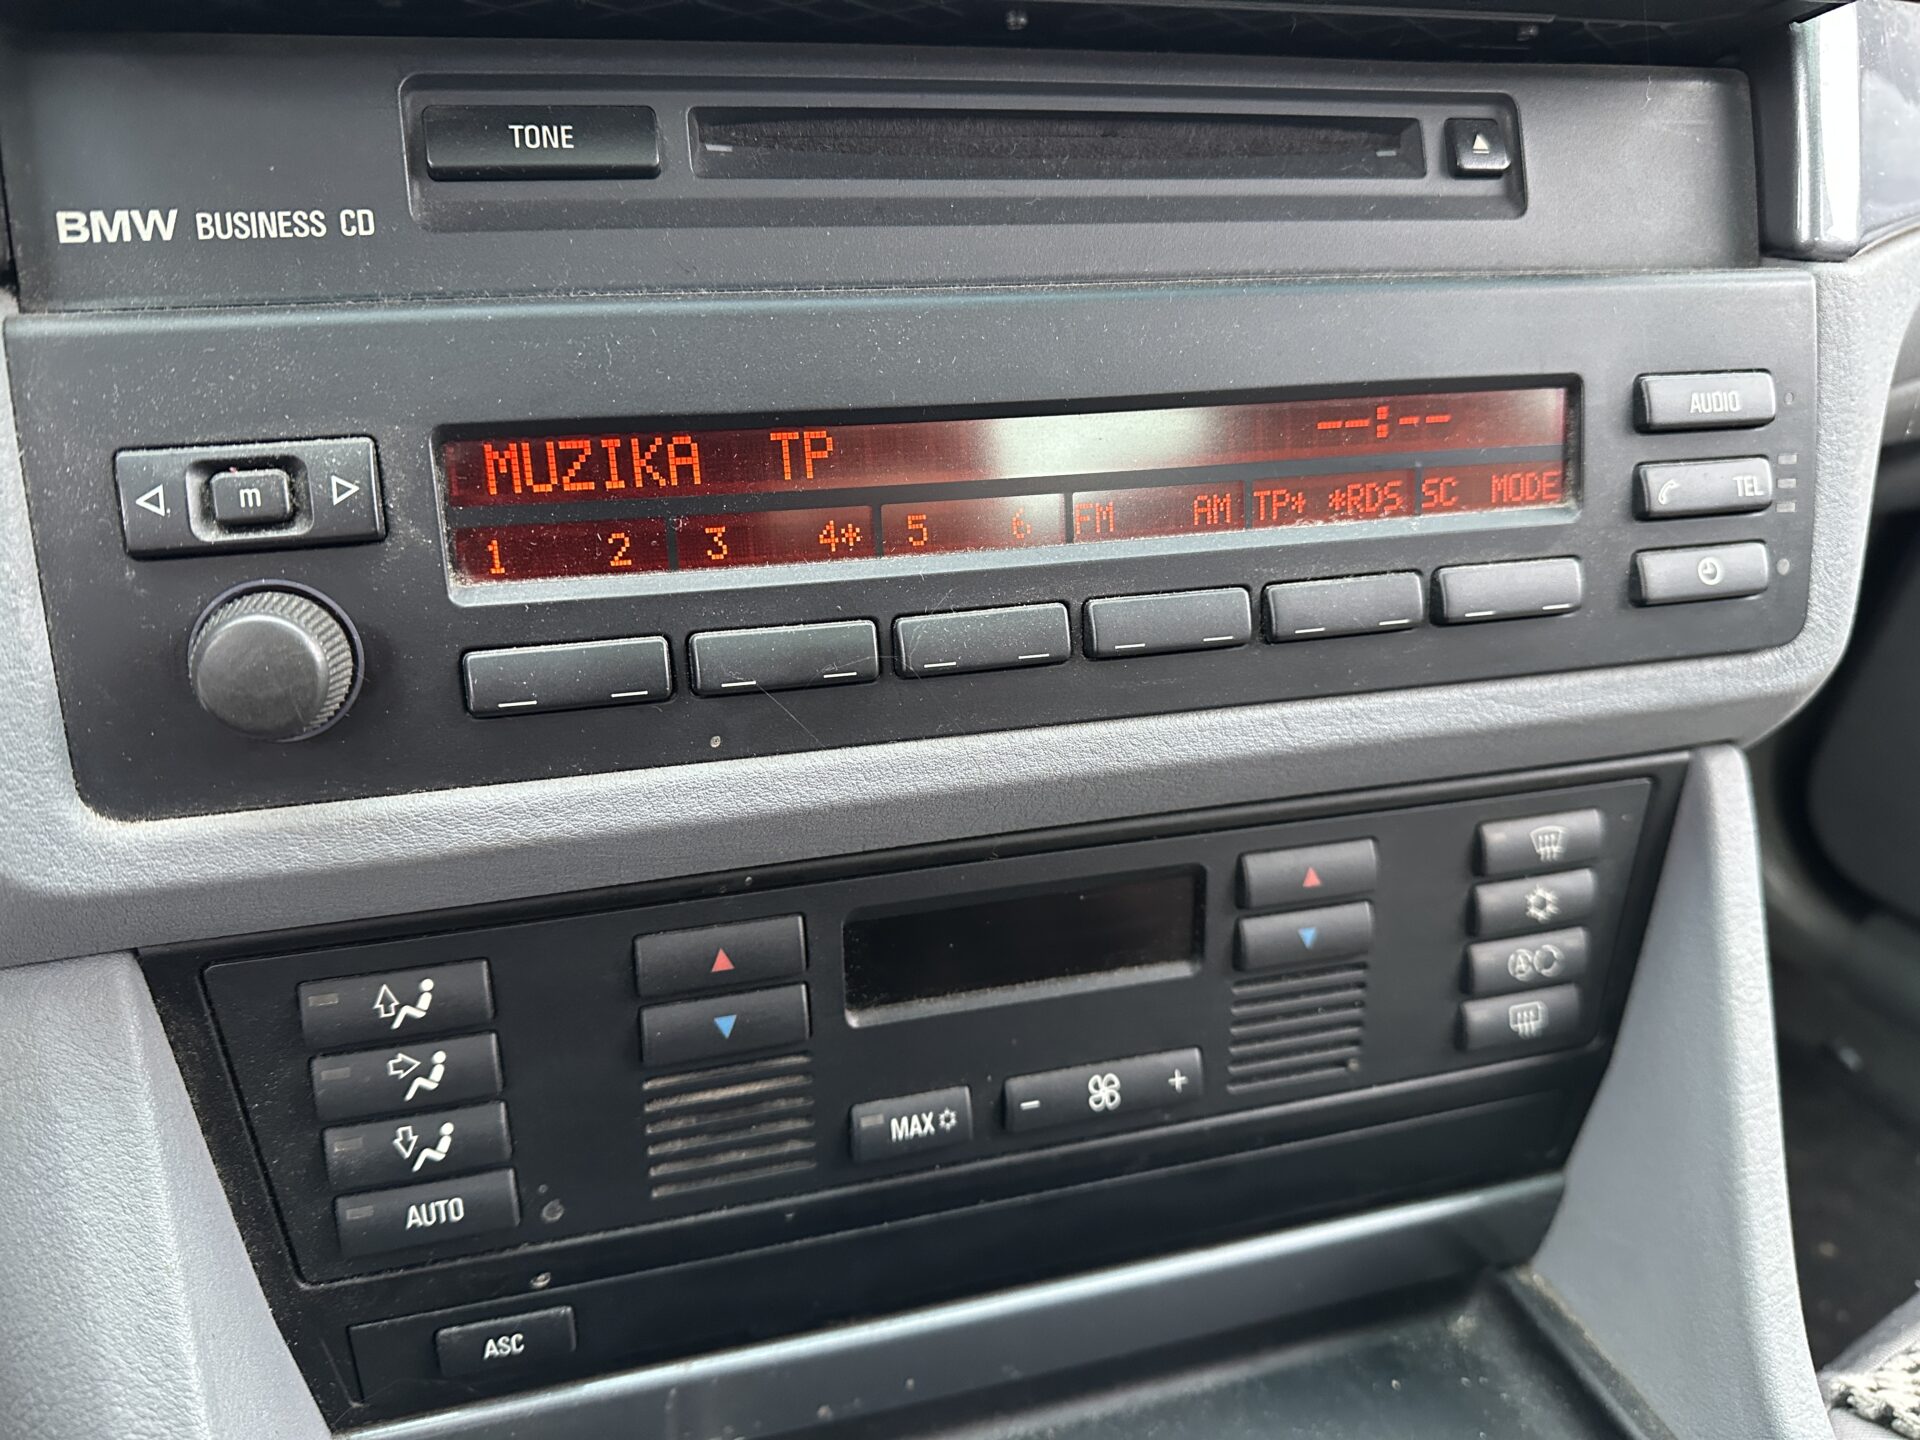 TONE
BMW BUSINESS CD
MUZIKA TP --:--
1 2 3 4* 5 6 FM AM TP* *RDS SC MODE
m
AUDIO
TEL
MAX
- +
AUTO
ASC